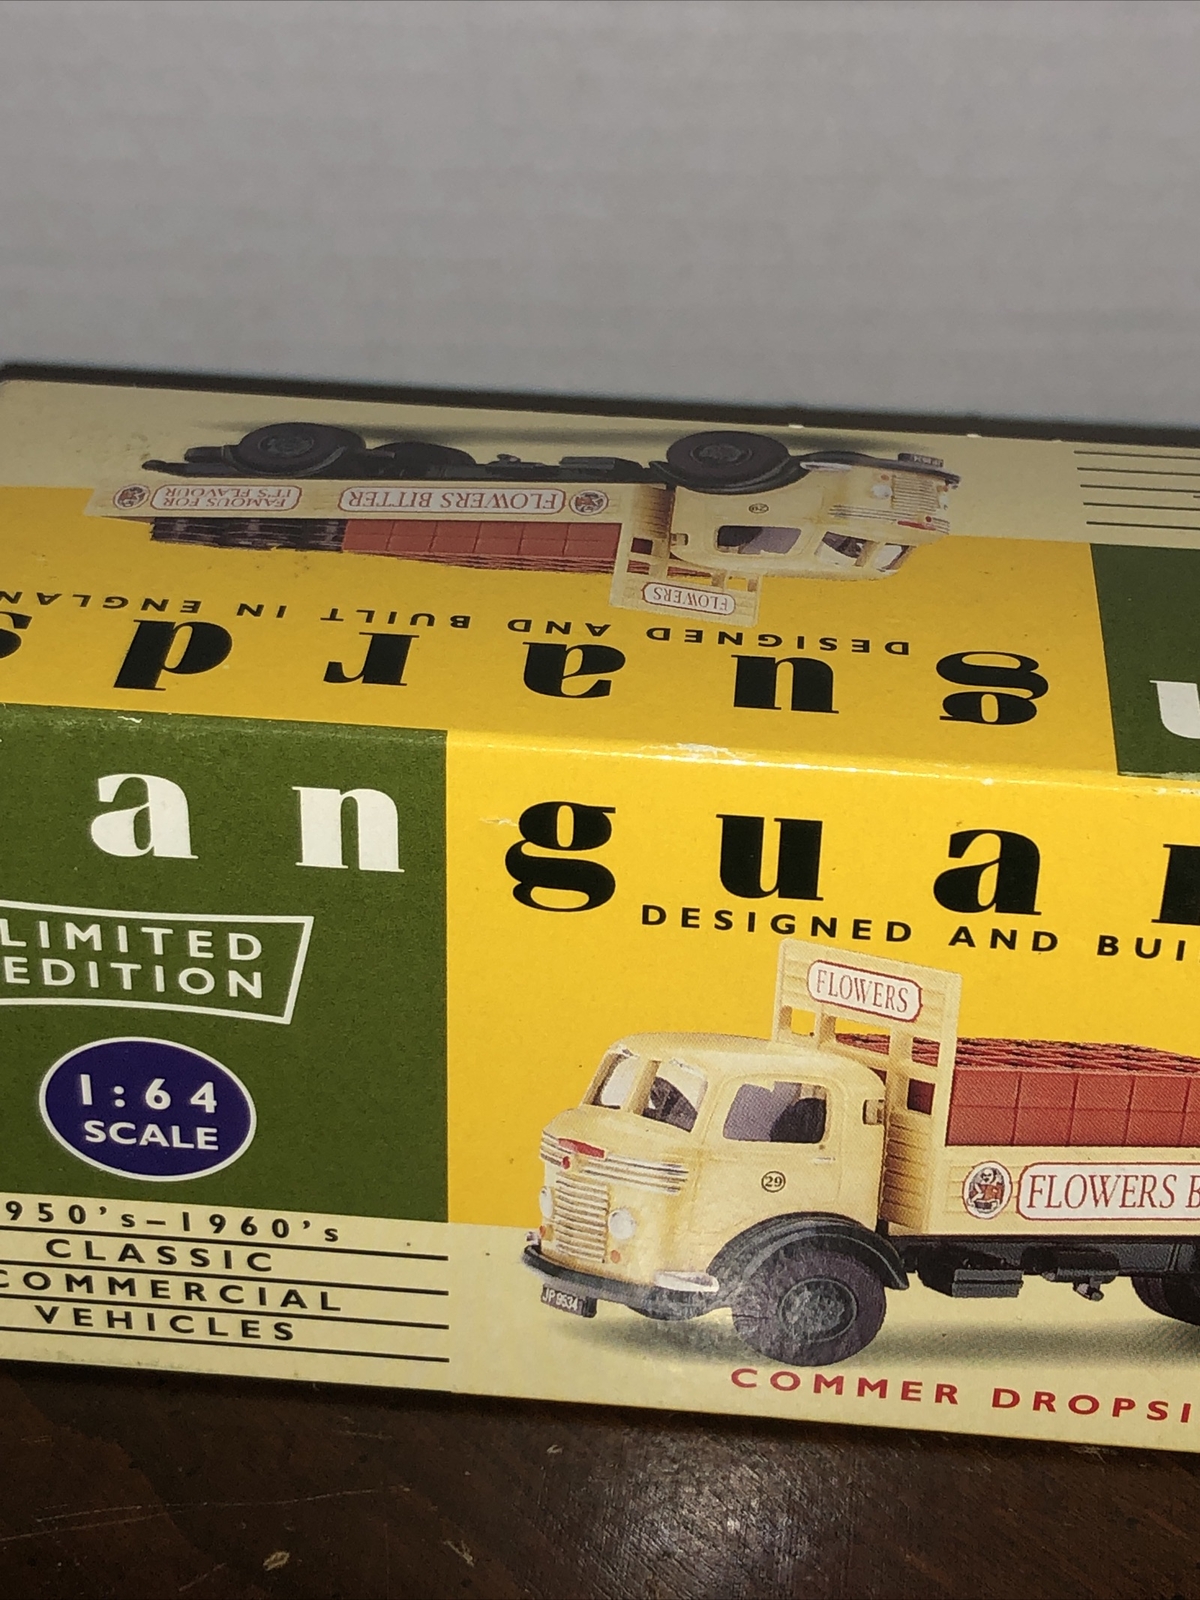 FAMOUS FOR
IT'S FLAVOUR
FLOWERS BITTER
29
FLOWERS
DESIGNED AND BUILT IN ENGLAN
guards
n
an
guar
DESIGNED AND BUI
LIMITED
EDITION
1:64
SCALE
950's–1960's
CLASSIC
COMMERCIAL
VEHICLES
FLOWERS
29
FLOWERS B
JP 9534
COMMER DROPSI